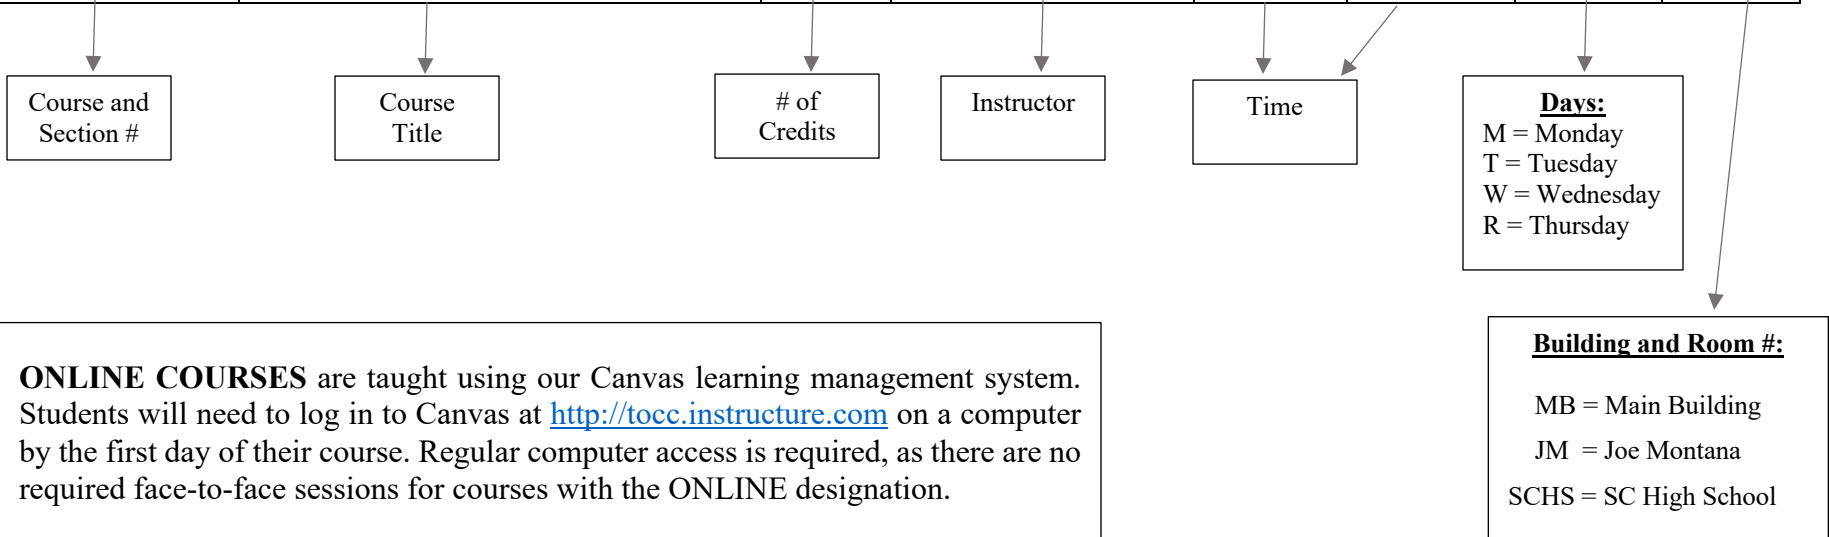 Course and
Section #
Course
Title
# of
Credits
Instructor
Time
Days:
M = Monday
T = Tuesday
W = Wednesday
R = Thursday
ONLINE COURSES are taught using our Canvas learning management system.
Students will need to log in to Canvas at http://tocc.instructure.com on a computer
by the first day of their course. Regular computer access is required, as there are no
required face-to-face sessions for courses with the ONLINE designation.
Building and Room #:
MB = Main Building
JM = Joe Montana
SCHS = SC High School